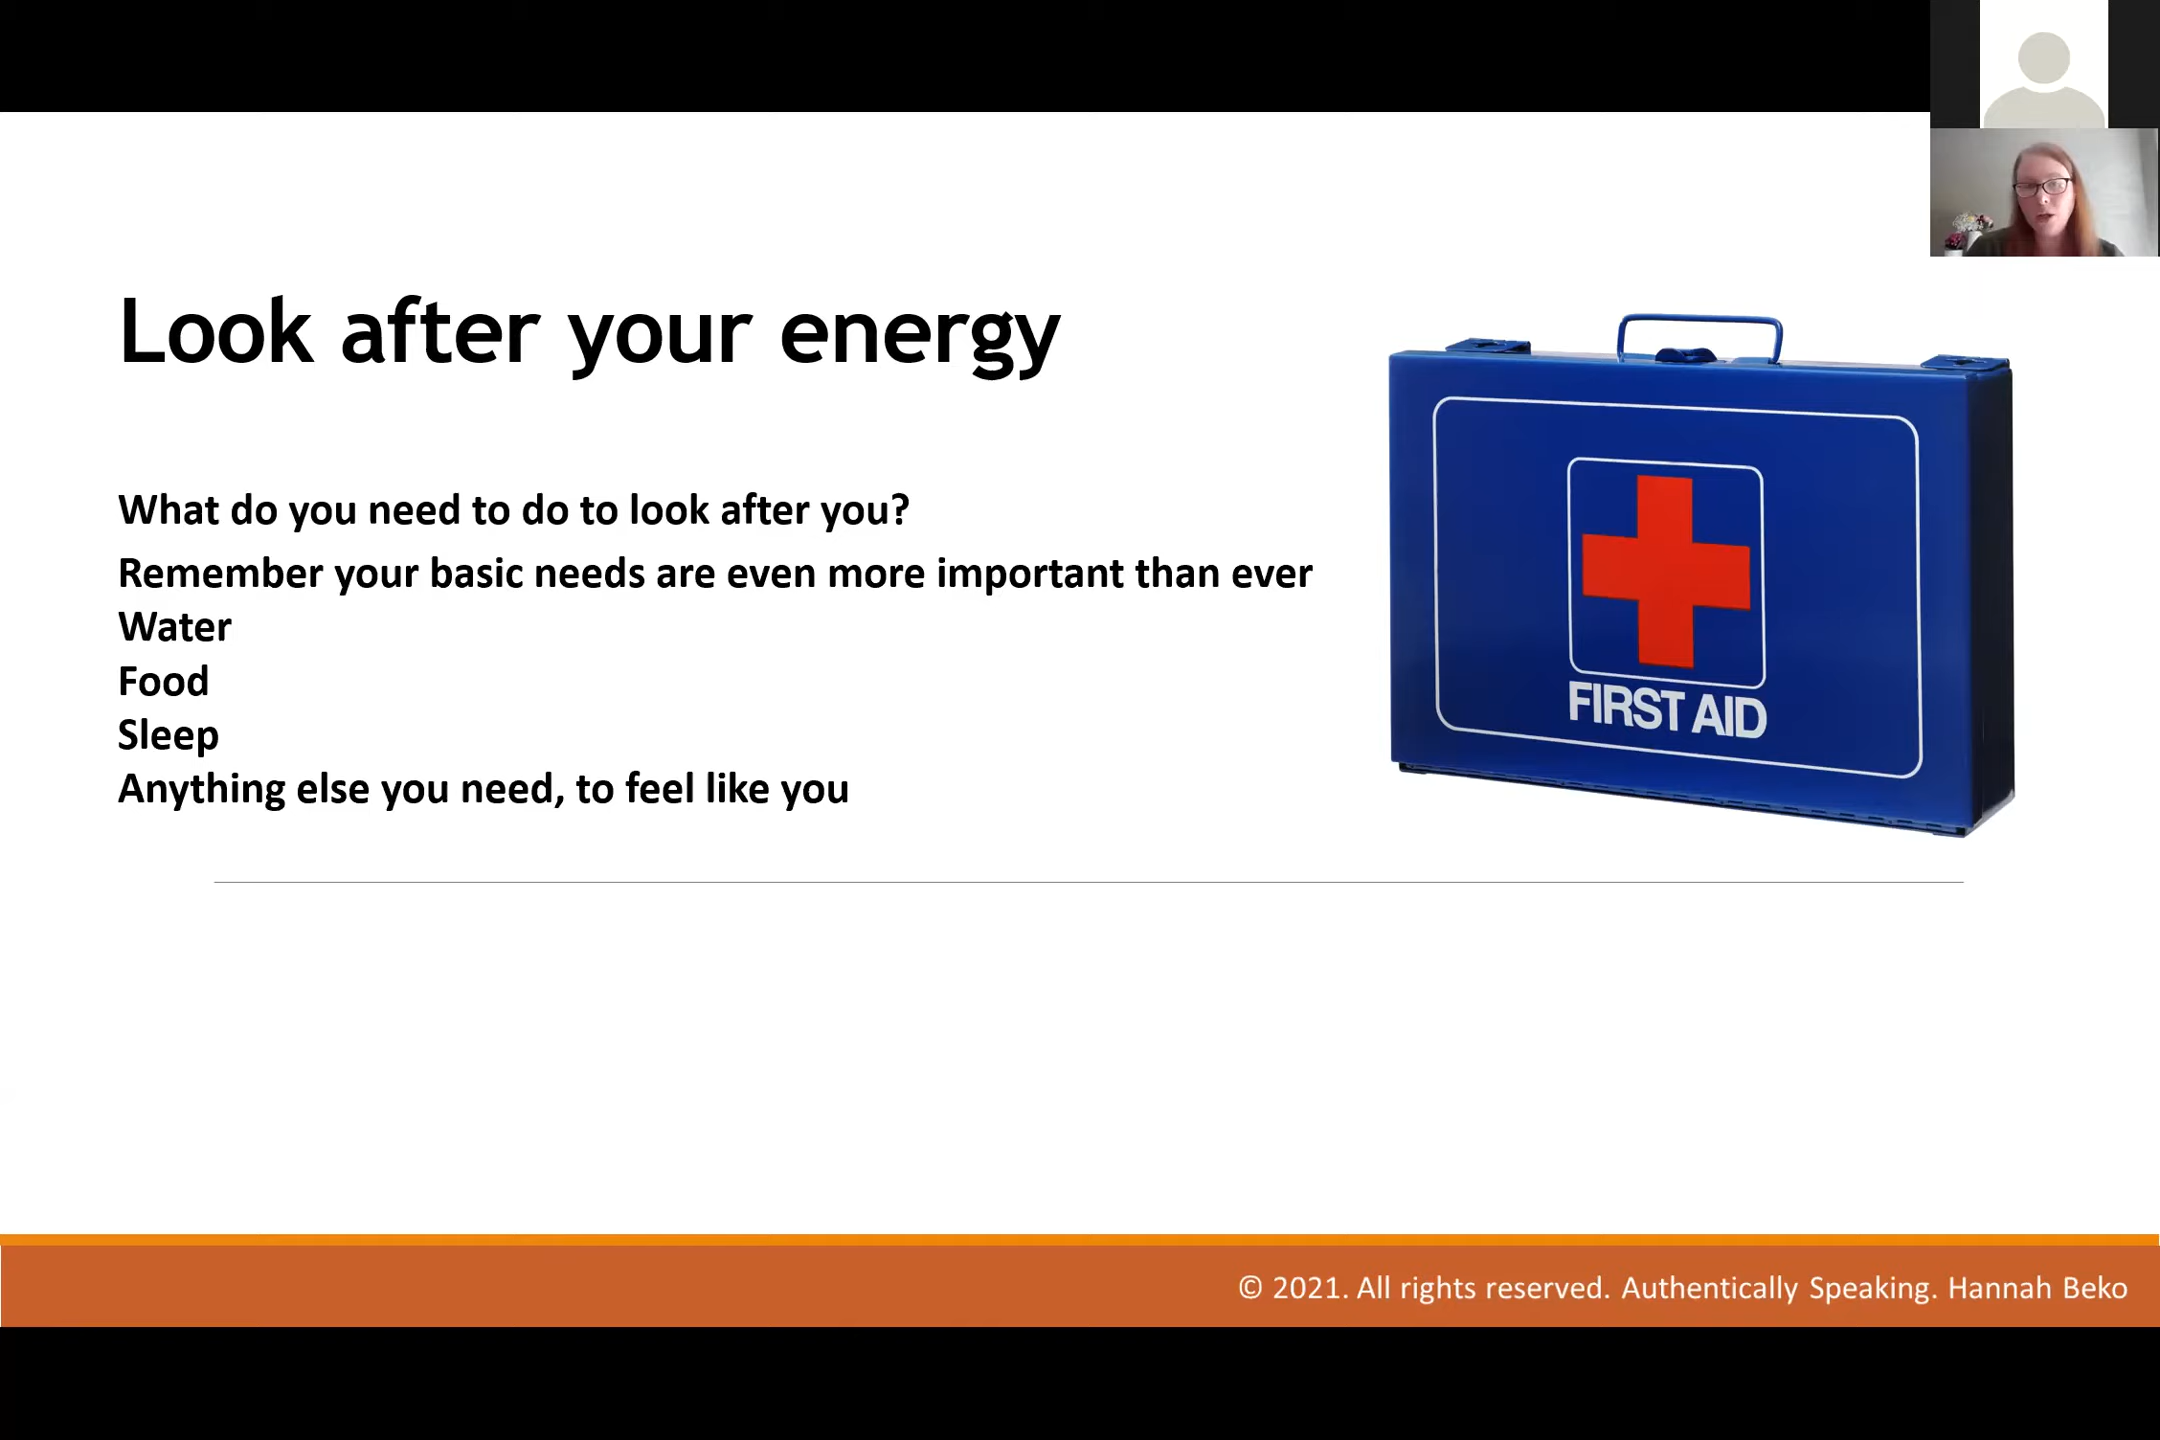 Look after your energy
What do you need to do to look after you?
Remember your basic needs are even more important than ever
Water
Food
Sleep
Anything else you need, to feel like you
FIRST AID
© 2021. All rights reserved. Authentically Speaking. Hannah Beko